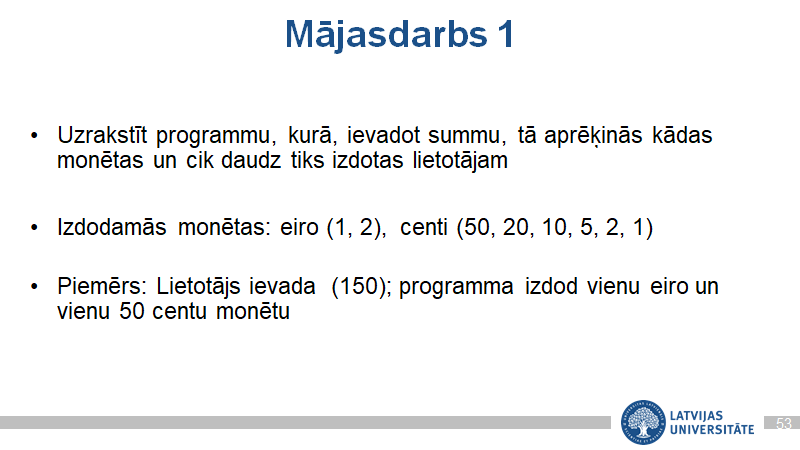 Mājasdarbs 1
• Uzrakstīt programmu, kurā, ievadot summu, tā aprēķinās kādas
monētas un cik daudz tiks izdotas lietotājam
• Izdodamās monētas: eiro (1, 2), centi (50, 20, 10, 5, 2, 1)
• Piemērs: Lietotājs ievada (150); programma izdod vienu eiro un
vienu 50 centu monētu
LATVIJAS
UNIVERSITĀTE
53